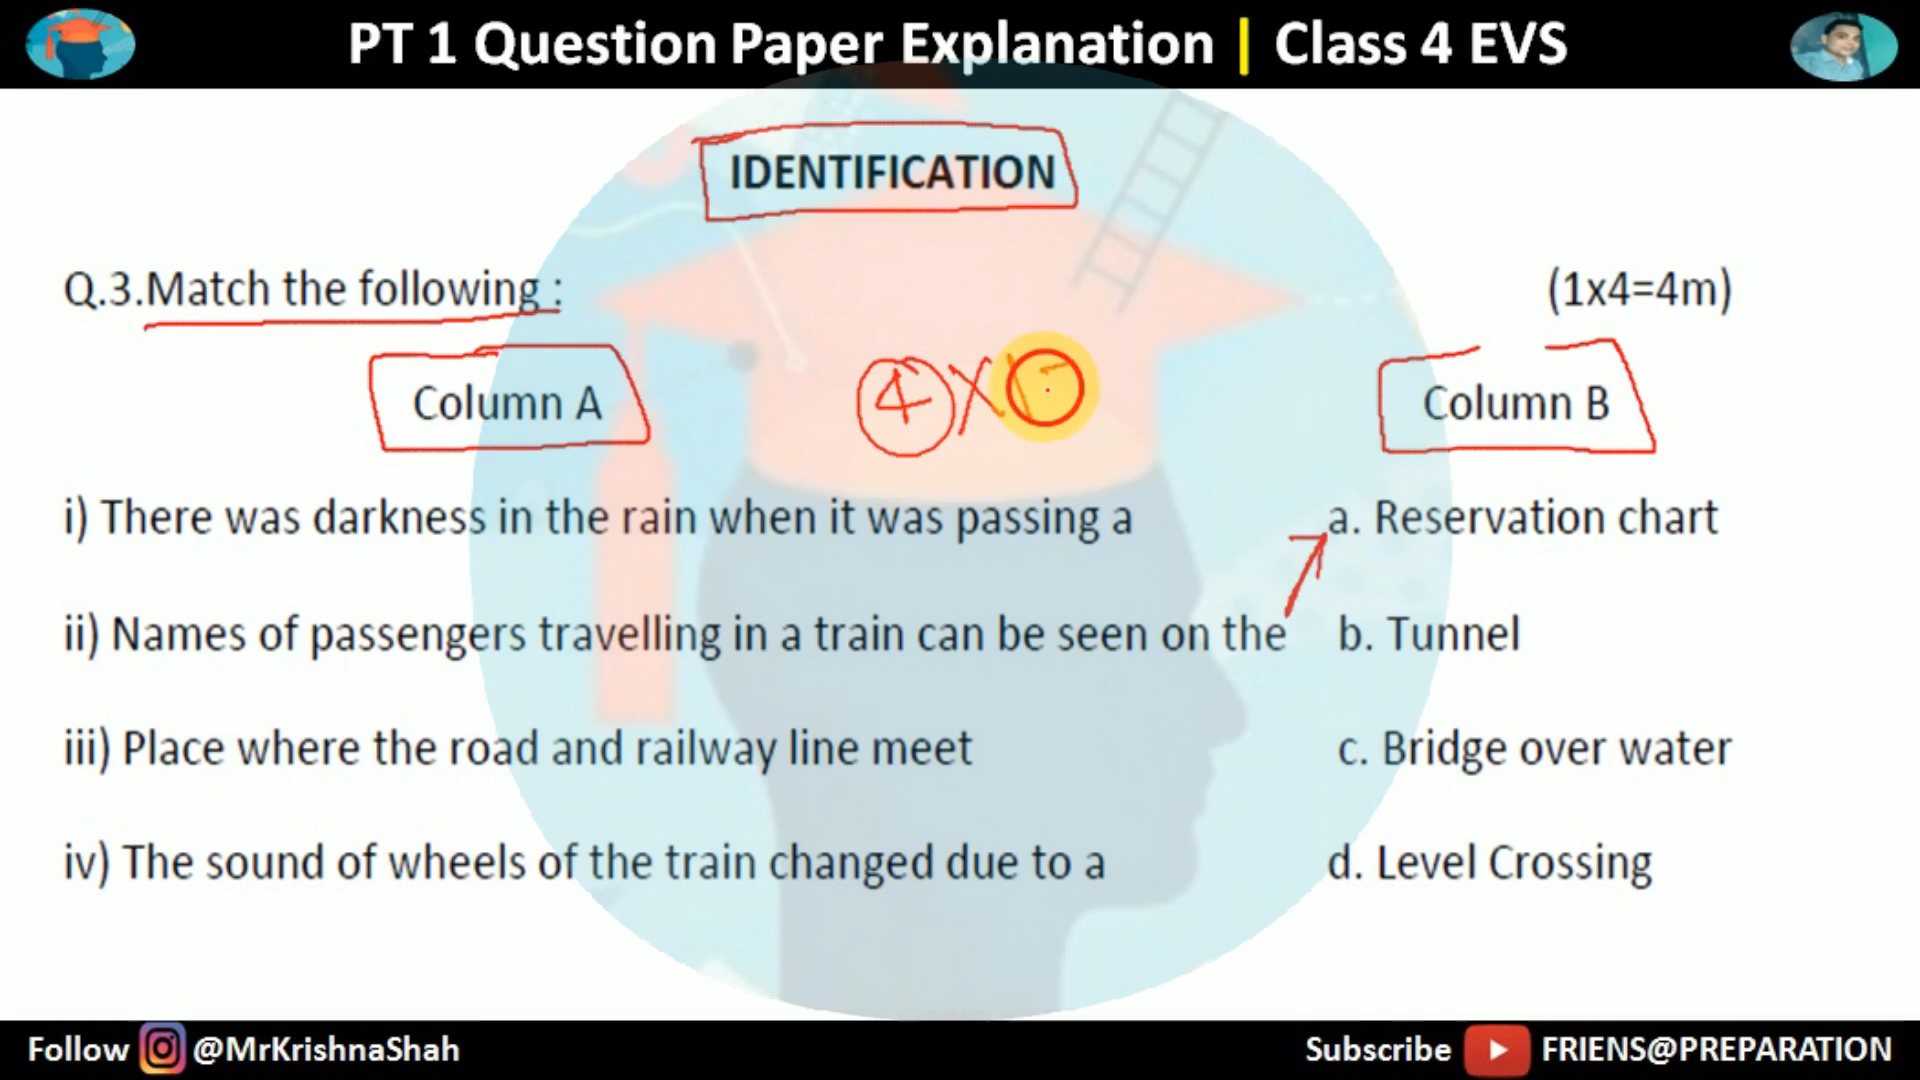 PT 1 Question Paper Explanation | Class 4 EVS
IDENTIFICATION
Q.3.Match the following : (1x4=4m)
Column A 4 X Column B
i) There was darkness in the rain when it was passing a a. Reservation chart
ii) Names of passengers travelling in a train can be seen on the b. Tunnel
iii) Place where the road and railway line meet c. Bridge over water
iv) The sound of wheels of the train changed due to a d. Level Crossing
Follow @MrKrishnaShah Subscribe FRIENS@PREPARATION